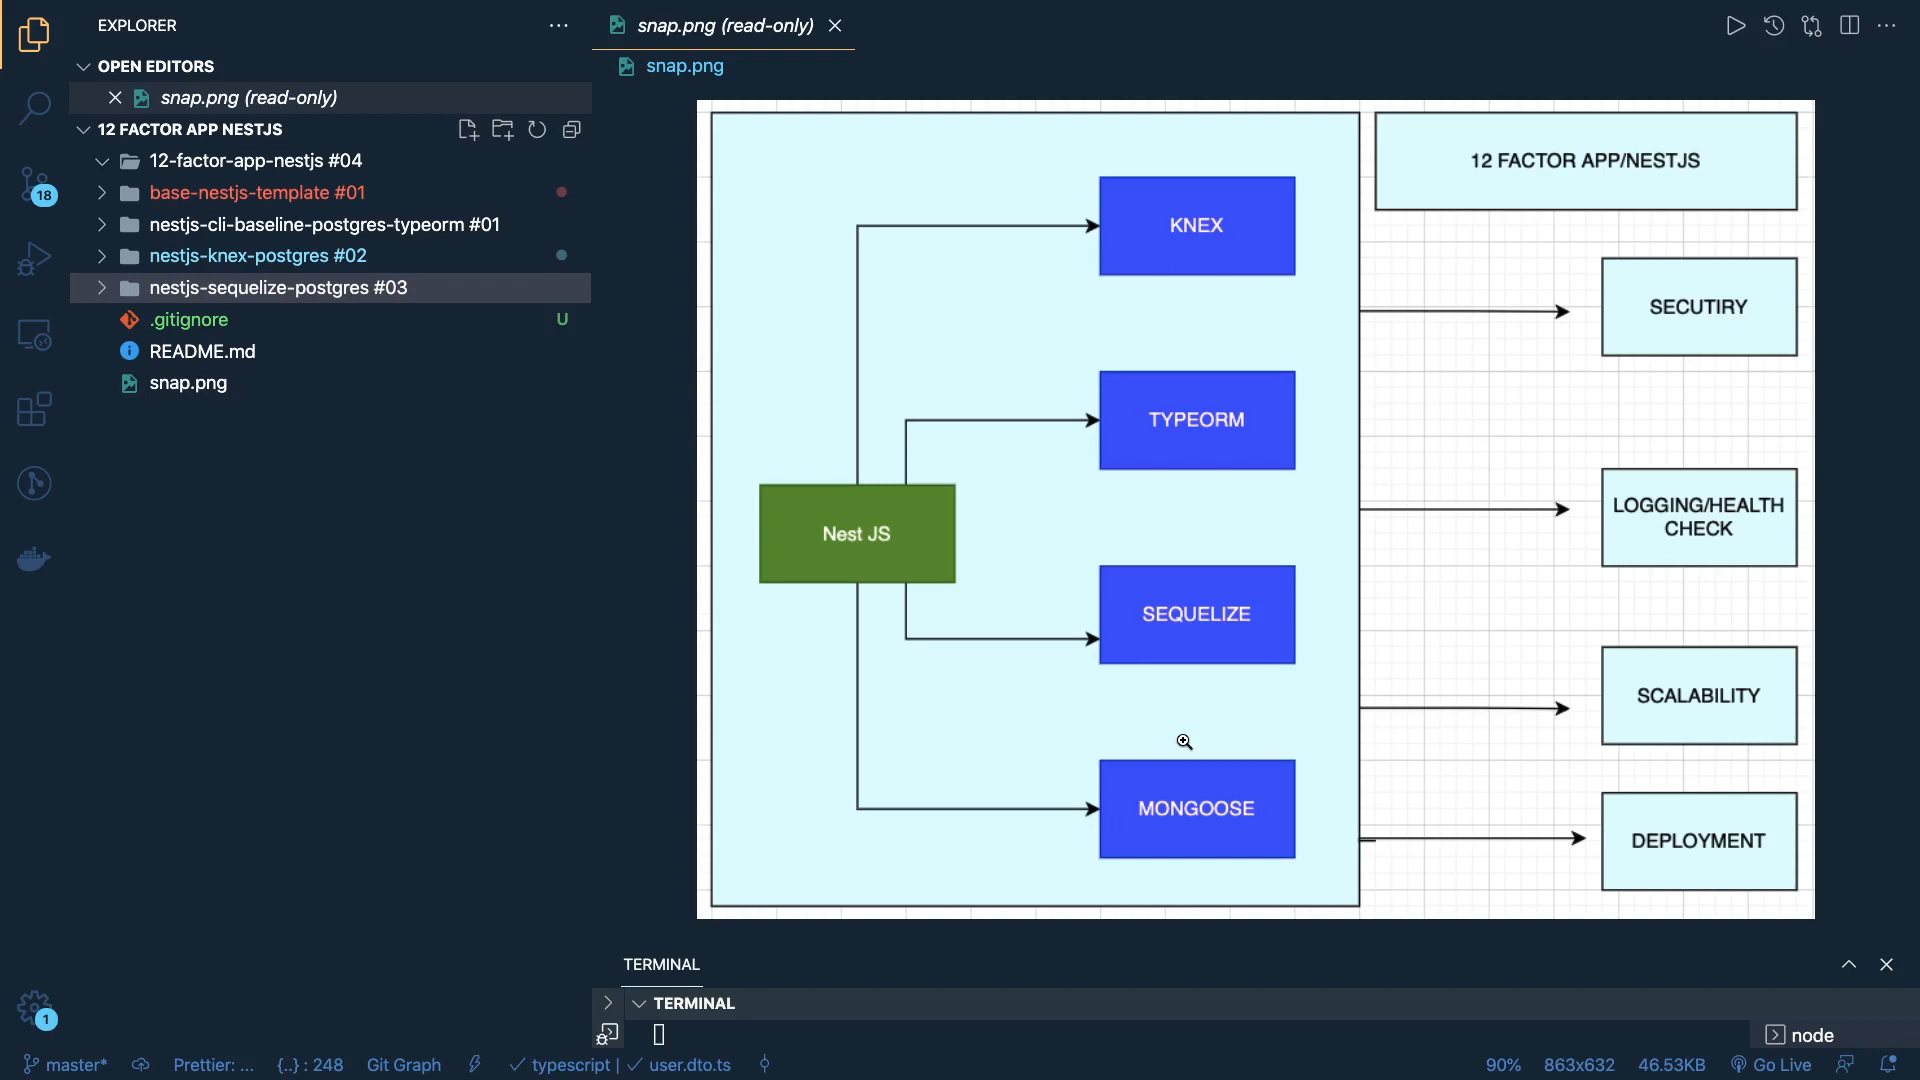 EXPLORER
OPEN EDITORS
snap.png (read-only)
12 FACTOR APP NESTJS
12-factor-app-nestjs #04
base-nestjs-template #01
nestjs-cli-baseline-postgres-typeorm #01
nestjs-knex-postgres #02
nestjs-sequelize-postgres #03
.gitignore U
README.md
snap.png
18
1
snap.png (read-only)
snap.png
12 FACTOR APP/NESTJS
KNEX
TYPEORM
Nest JS
SEQUELIZE
MONGOOSE
SECUTIRY
LOGGING/HEALTH
CHECK
SCALABILITY
DEPLOYMENT
TERMINAL
TERMINAL
node
master* Prettier: ... {..} : 248 Git Graph typescript | user.dto.ts 90% 863x632 46.53KB Go Live